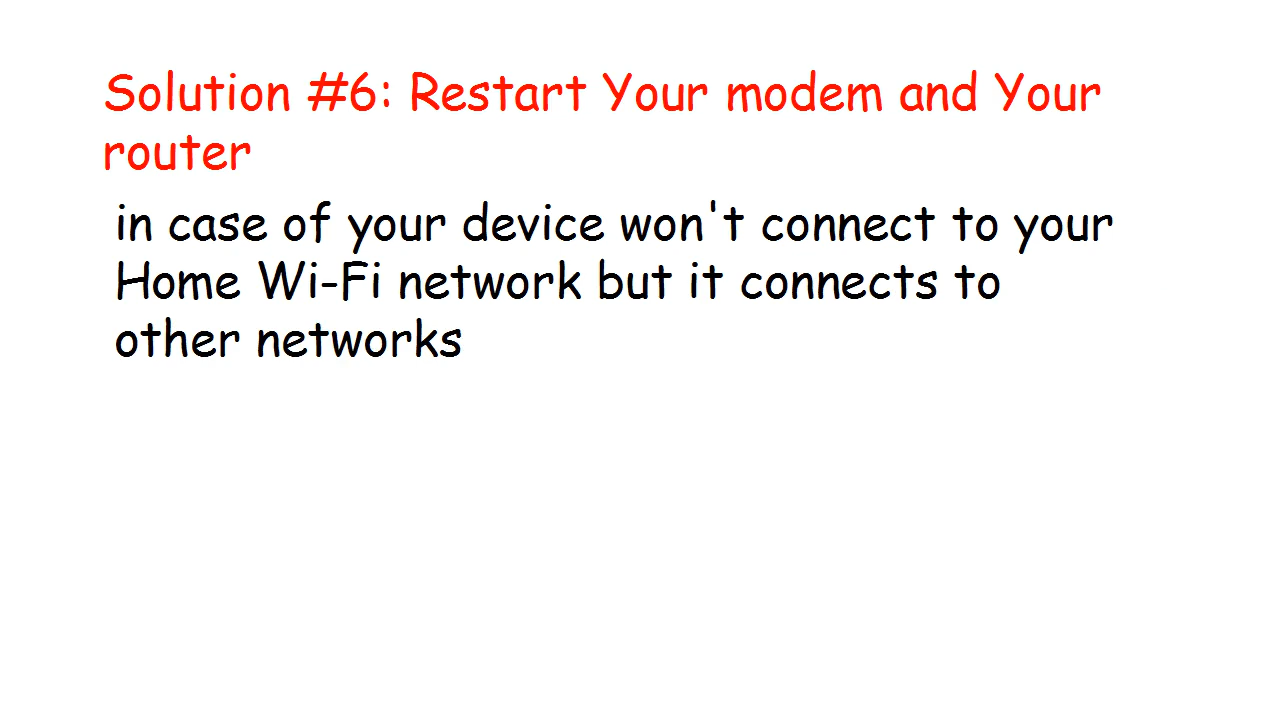 Solution #6: Restart Your modem and Your
router
in case of your device won't connect to your
Home Wi-Fi network but it connects to
other networks